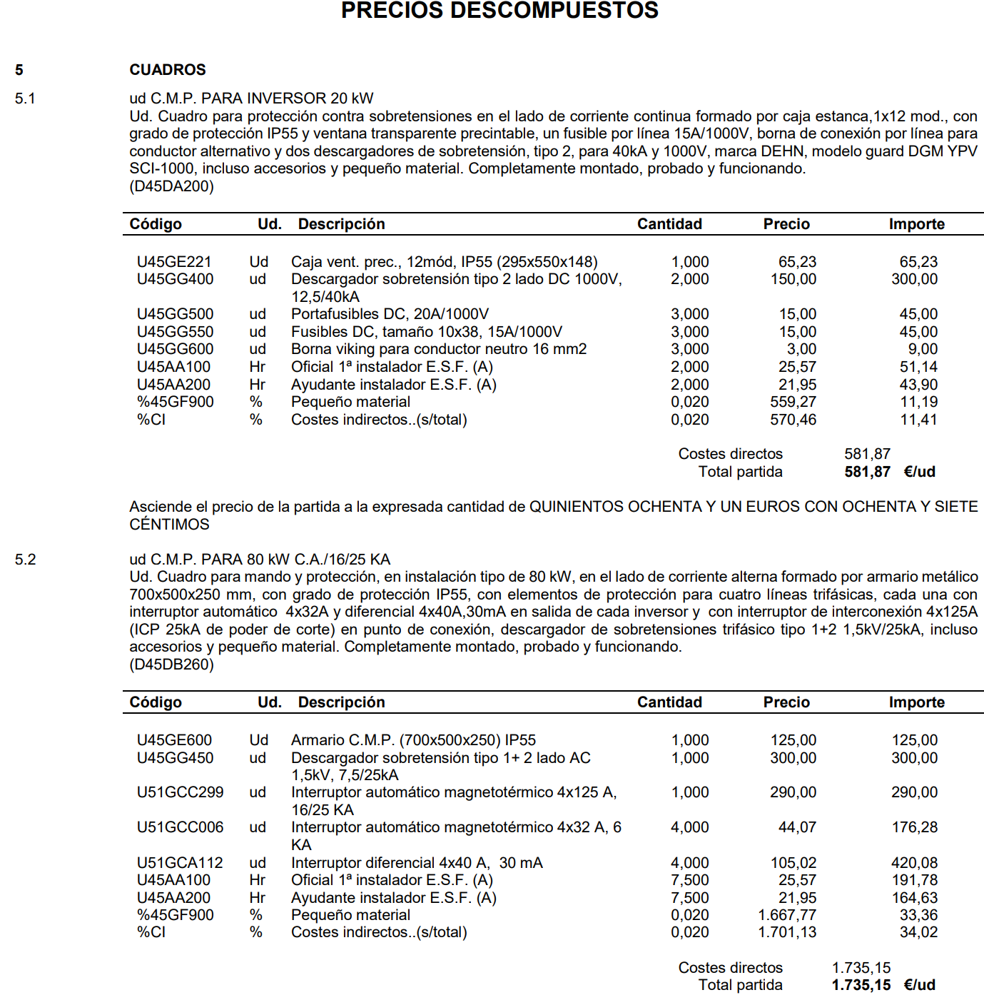 PRECIOS DESCOMPUESTOS
5 CUADROS
5.1 ud C.M.P. PARA INVERSOR 20 kW
Ud. Cuadro para protección contra sobretensiones en el lado de corriente continua formado por caja estanca,1x12 mod., con
grado de protección IP55 y ventana transparente precintable, un fusible por línea 15A/1000V, borna de conexión por línea para
conductor alternativo y dos descargadores de sobretensión, tipo 2, para 40kA y 1000V, marca DEHN, modelo guard DGM YPV
SCI-1000, incluso accesorios y pequeño material. Completamente montado, probado y funcionando.
(D45DA200)
Código Ud. Descripción Cantidad Precio Importe
U45GE221 Ud Caja vent. prec., 12mód, IP55 (295x550x148) 1,000 65,23 65,23
U45GG400 ud Descargador sobretensión tipo 2 lado DC 1000V, 2,000 150,00 300,00
12,5/40kA
U45GG500 ud Portafusibles DC, 20A/1000V 3,000 15,00 45,00
U45GG550 ud Fusibles DC, tamaño 10x38, 15A/1000V 3,000 15,00 45,00
U45GG600 ud Borna viking para conductor neutro 16 mm2 3,000 3,00 9,00
U45AA100 Hr Oficial 1ª instalador E.S.F. (A) 2,000 25,57 51,14
U45AA200 Hr Ayudante instalador E.S.F. (A) 2,000 21,95 43,90
%45GF900 % Pequeño material 0,020 559,27 11,19
%CI % Costes indirectos..(s/total) 0,020 570,46 11,41
Costes directos 581,87
Total partida 581,87 €/ud
Asciende el precio de la partida a la expresada cantidad de QUINIENTOS OCHENTA Y UN EUROS CON OCHENTA Y SIETE
CÉNTIMOS
5.2 ud C.M.P. PARA 80 kW C.A./16/25 KA
Ud. Cuadro para mando y protección, en instalación tipo de 80 kW, en el lado de corriente alterna formado por armario metálico
700x500x250 mm, con grado de protección IP55, con elementos de protección para cuatro líneas trifásicas, cada una con
interruptor automático 4x32A y diferencial 4x40A,30mA en salida de cada inversor y con interruptor de interconexión 4x125A
(ICP 25kA de poder de corte) en punto de conexión, descargador de sobretensiones trifásico tipo 1+2 1,5kV/25kA, incluso
accesorios y pequeño material. Completamente montado, probado y funcionando.
(D45DB260)
Código Ud. Descripción Cantidad Precio Importe
U45GE600 Ud Armario C.M.P. (700x500x250) IP55 1,000 125,00 125,00
U45GG450 ud Descargador sobretensión tipo 1+ 2 lado AC 1,000 300,00 300,00
1,5kV, 7,5/25kA
U51GCC299 ud Interruptor automático magnetotérmico 4x125 A, 1,000 290,00 290,00
16/25 KA
U51GCC006 ud Interruptor automático magnetotérmico 4x32 A, 6 4,000 44,07 176,28
KA
U51GCA112 ud Interruptor diferencial 4x40 A, 30 mA 4,000 105,02 420,08
U45AA100 Hr Oficial 1ª instalador E.S.F. (A) 7,500 25,57 191,78
U45AA200 Hr Ayudante instalador E.S.F. (A) 7,500 21,95 164,63
%45GF900 % Pequeño material 0,020 1.667,77 33,36
%CI % Costes indirectos..(s/total) 0,020 1.701,13 34,02
Costes directos 1.735,15
Total partida 1.735,15 €/ud